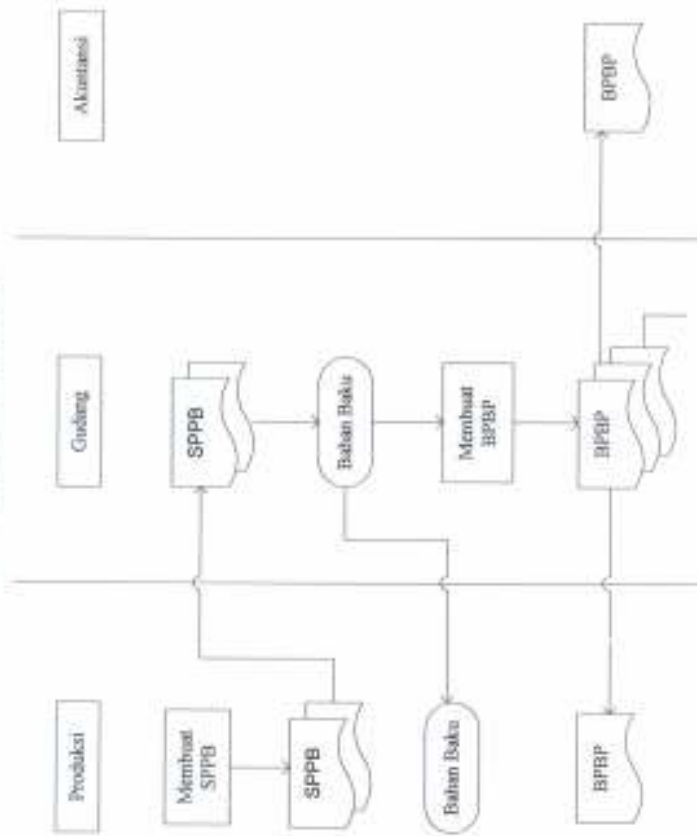 Produksi
Gudang
Akuntansi
Membuat
SPPB
SPPB
SPPB
Bahan Baku
Bahan Baku
Membuat
BPBP
BPBP
BPBP
BPBP